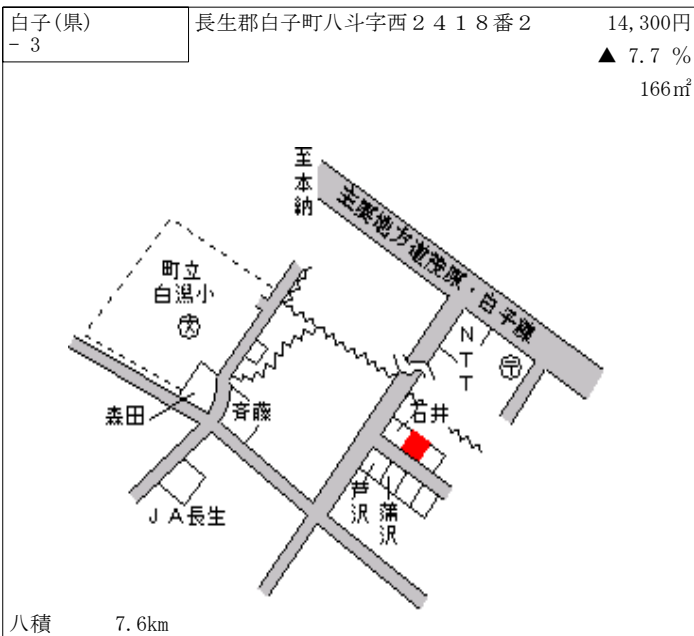 白子(県)
- 3
長生郡白子町八斗字西２４１８番２
14,300円
▲ 7.7 %
166㎡
至本納
主要地方道茂原・白子線
町立
白潟小
文
NTT
〒
石井
森田
斉藤
芦沢
蒲沢
ＪＡ長生
八積 7.6km